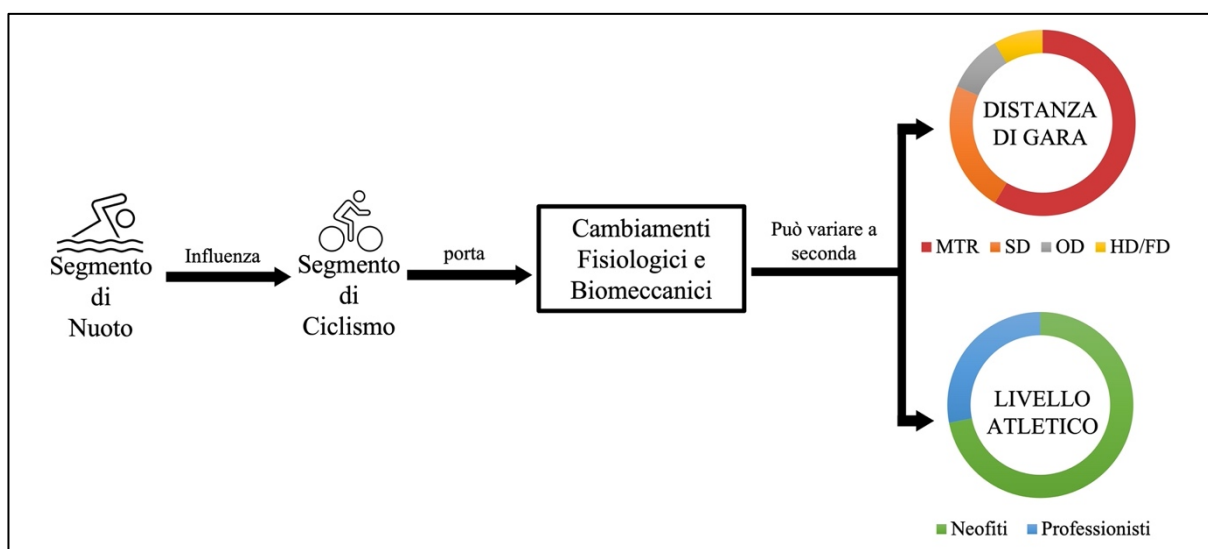 Segmento
di
Nuoto
Influenza
Segmento
di
Ciclismo
porta
Cambiamenti
Fisiologici e
Biomeccanici
Può variare a
seconda
DISTANZA
DI GARA
MTR SD OD HD/FD
LIVELLO
ATLETICO
Neofiti Professionisti